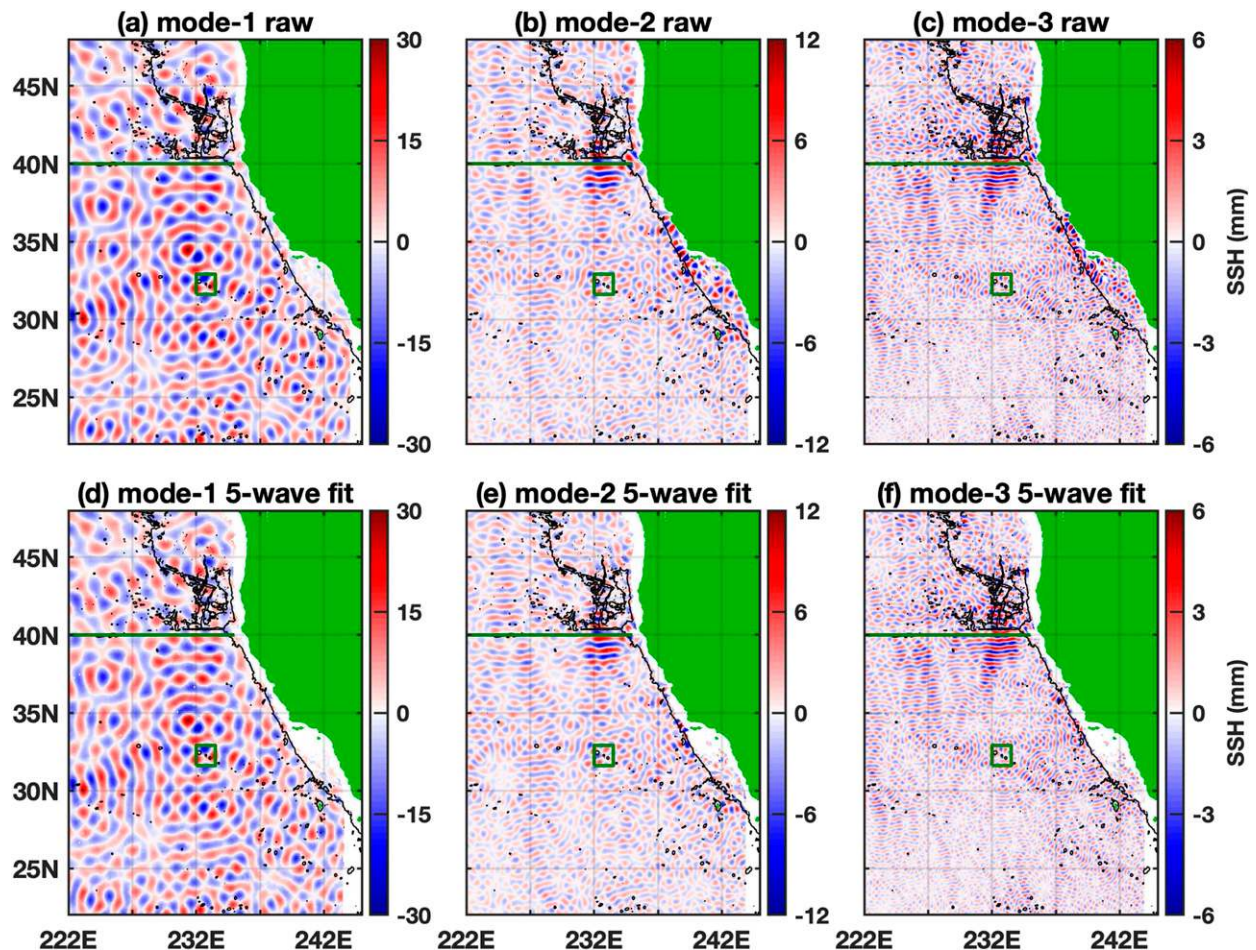 (a) mode-1 raw
(b) mode-2 raw
(c) mode-3 raw
45N
40N
35N
30N
25N
30
15
0
-15
-30
12
6
0
-6
-12
6
3
0
-3
-6
SSH (mm)
(d) mode-1 5-wave fit
(e) mode-2 5-wave fit
(f) mode-3 5-wave fit
45N
40N
35N
30N
25N
30
15
0
-15
-30
12
6
0
-6
-12
6
3
0
-3
-6
SSH (mm)
222E 232E 242E
222E 232E 242E
222E 232E 242E